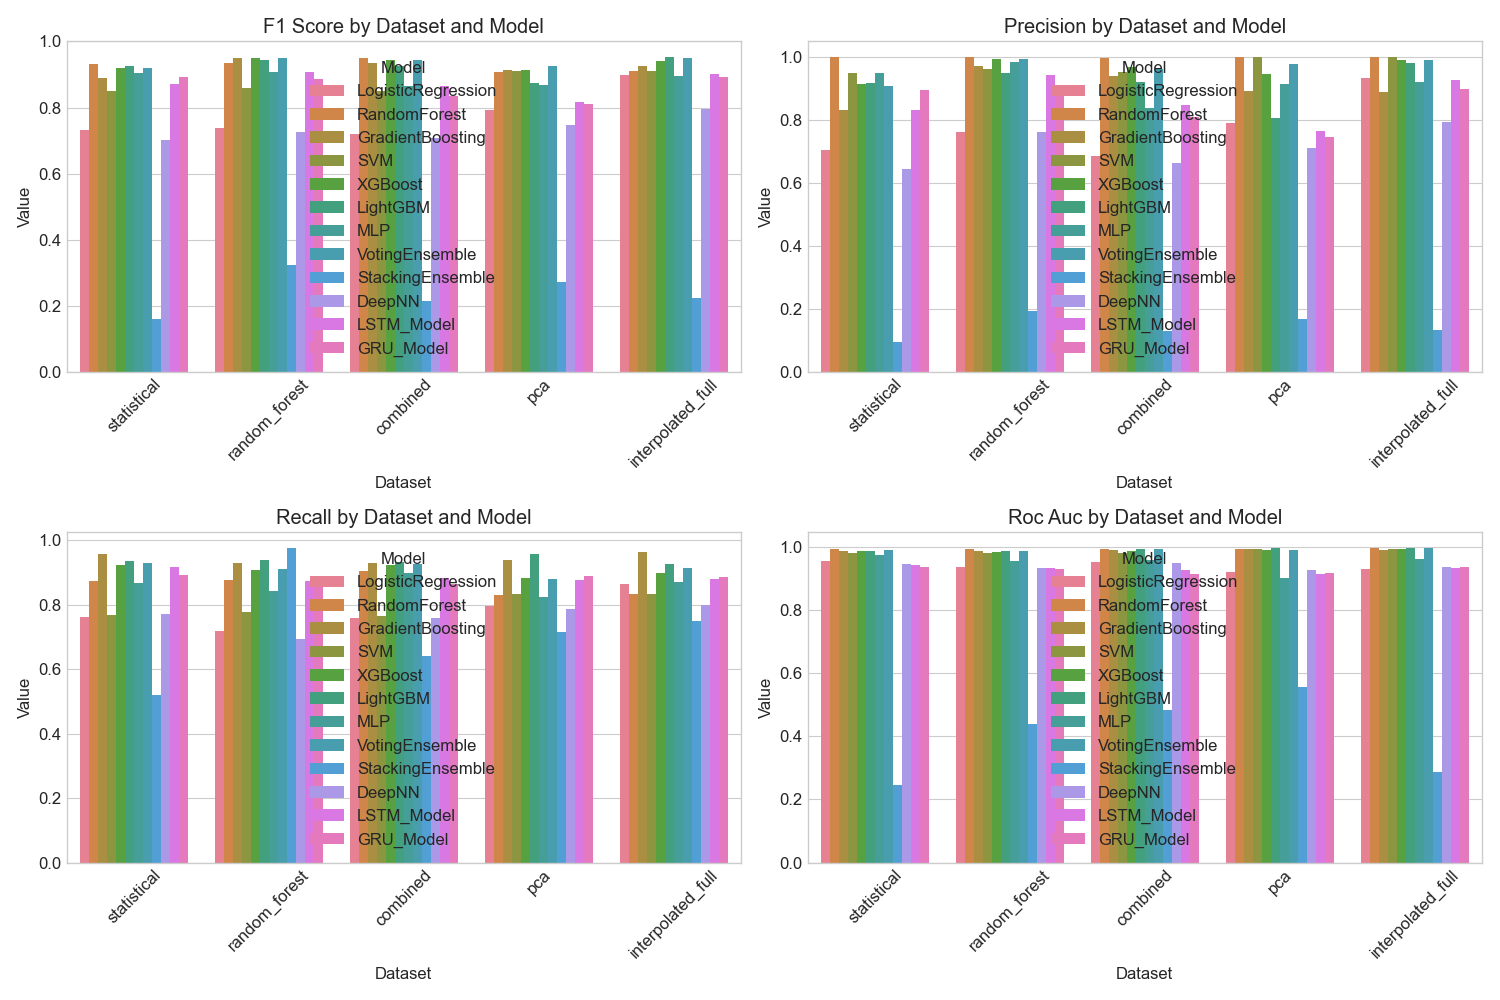 F1 Score by Dataset and Model
1.0
0.8
0.6
0.4
0.2
0.0
Value
Model
LogisticRegression
RandomForest
GradientBoosting
SVM
XGBoost
LightGBM
MLP
VotingEnsemble
StackingEnsemble
DeepNN
LSTM_Model
GRU_Model
statistical
random_forest
combined
pca
interpolated_full
Dataset
Precision by Dataset and Model
1.0
0.8
0.6
0.4
0.2
0.0
Value
Model
LogisticRegression
RandomForest
GradientBoosting
SVM
XGBoost
LightGBM
MLP
VotingEnsemble
StackingEnsemble
DeepNN
LSTM_Model
GRU_Model
statistical
random_forest
combined
pca
interpolated_full
Dataset
Recall by Dataset and Model
1.0
0.8
0.6
0.4
0.2
0.0
Value
Model
LogisticRegression
RandomForest
GradientBoosting
SVM
XGBoost
LightGBM
MLP
VotingEnsemble
StackingEnsemble
DeepNN
LSTM_Model
GRU_Model
statistical
random_forest
combined
pca
interpolated_full
Dataset
Roc Auc by Dataset and Model
1.0
0.8
0.6
0.4
0.2
0.0
Value
Model
LogisticRegression
RandomForest
GradientBoosting
SVM
XGBoost
LightGBM
MLP
VotingEnsemble
StackingEnsemble
DeepNN
LSTM_Model
GRU_Model
statistical
random_forest
combined
pca
interpolated_full
Dataset